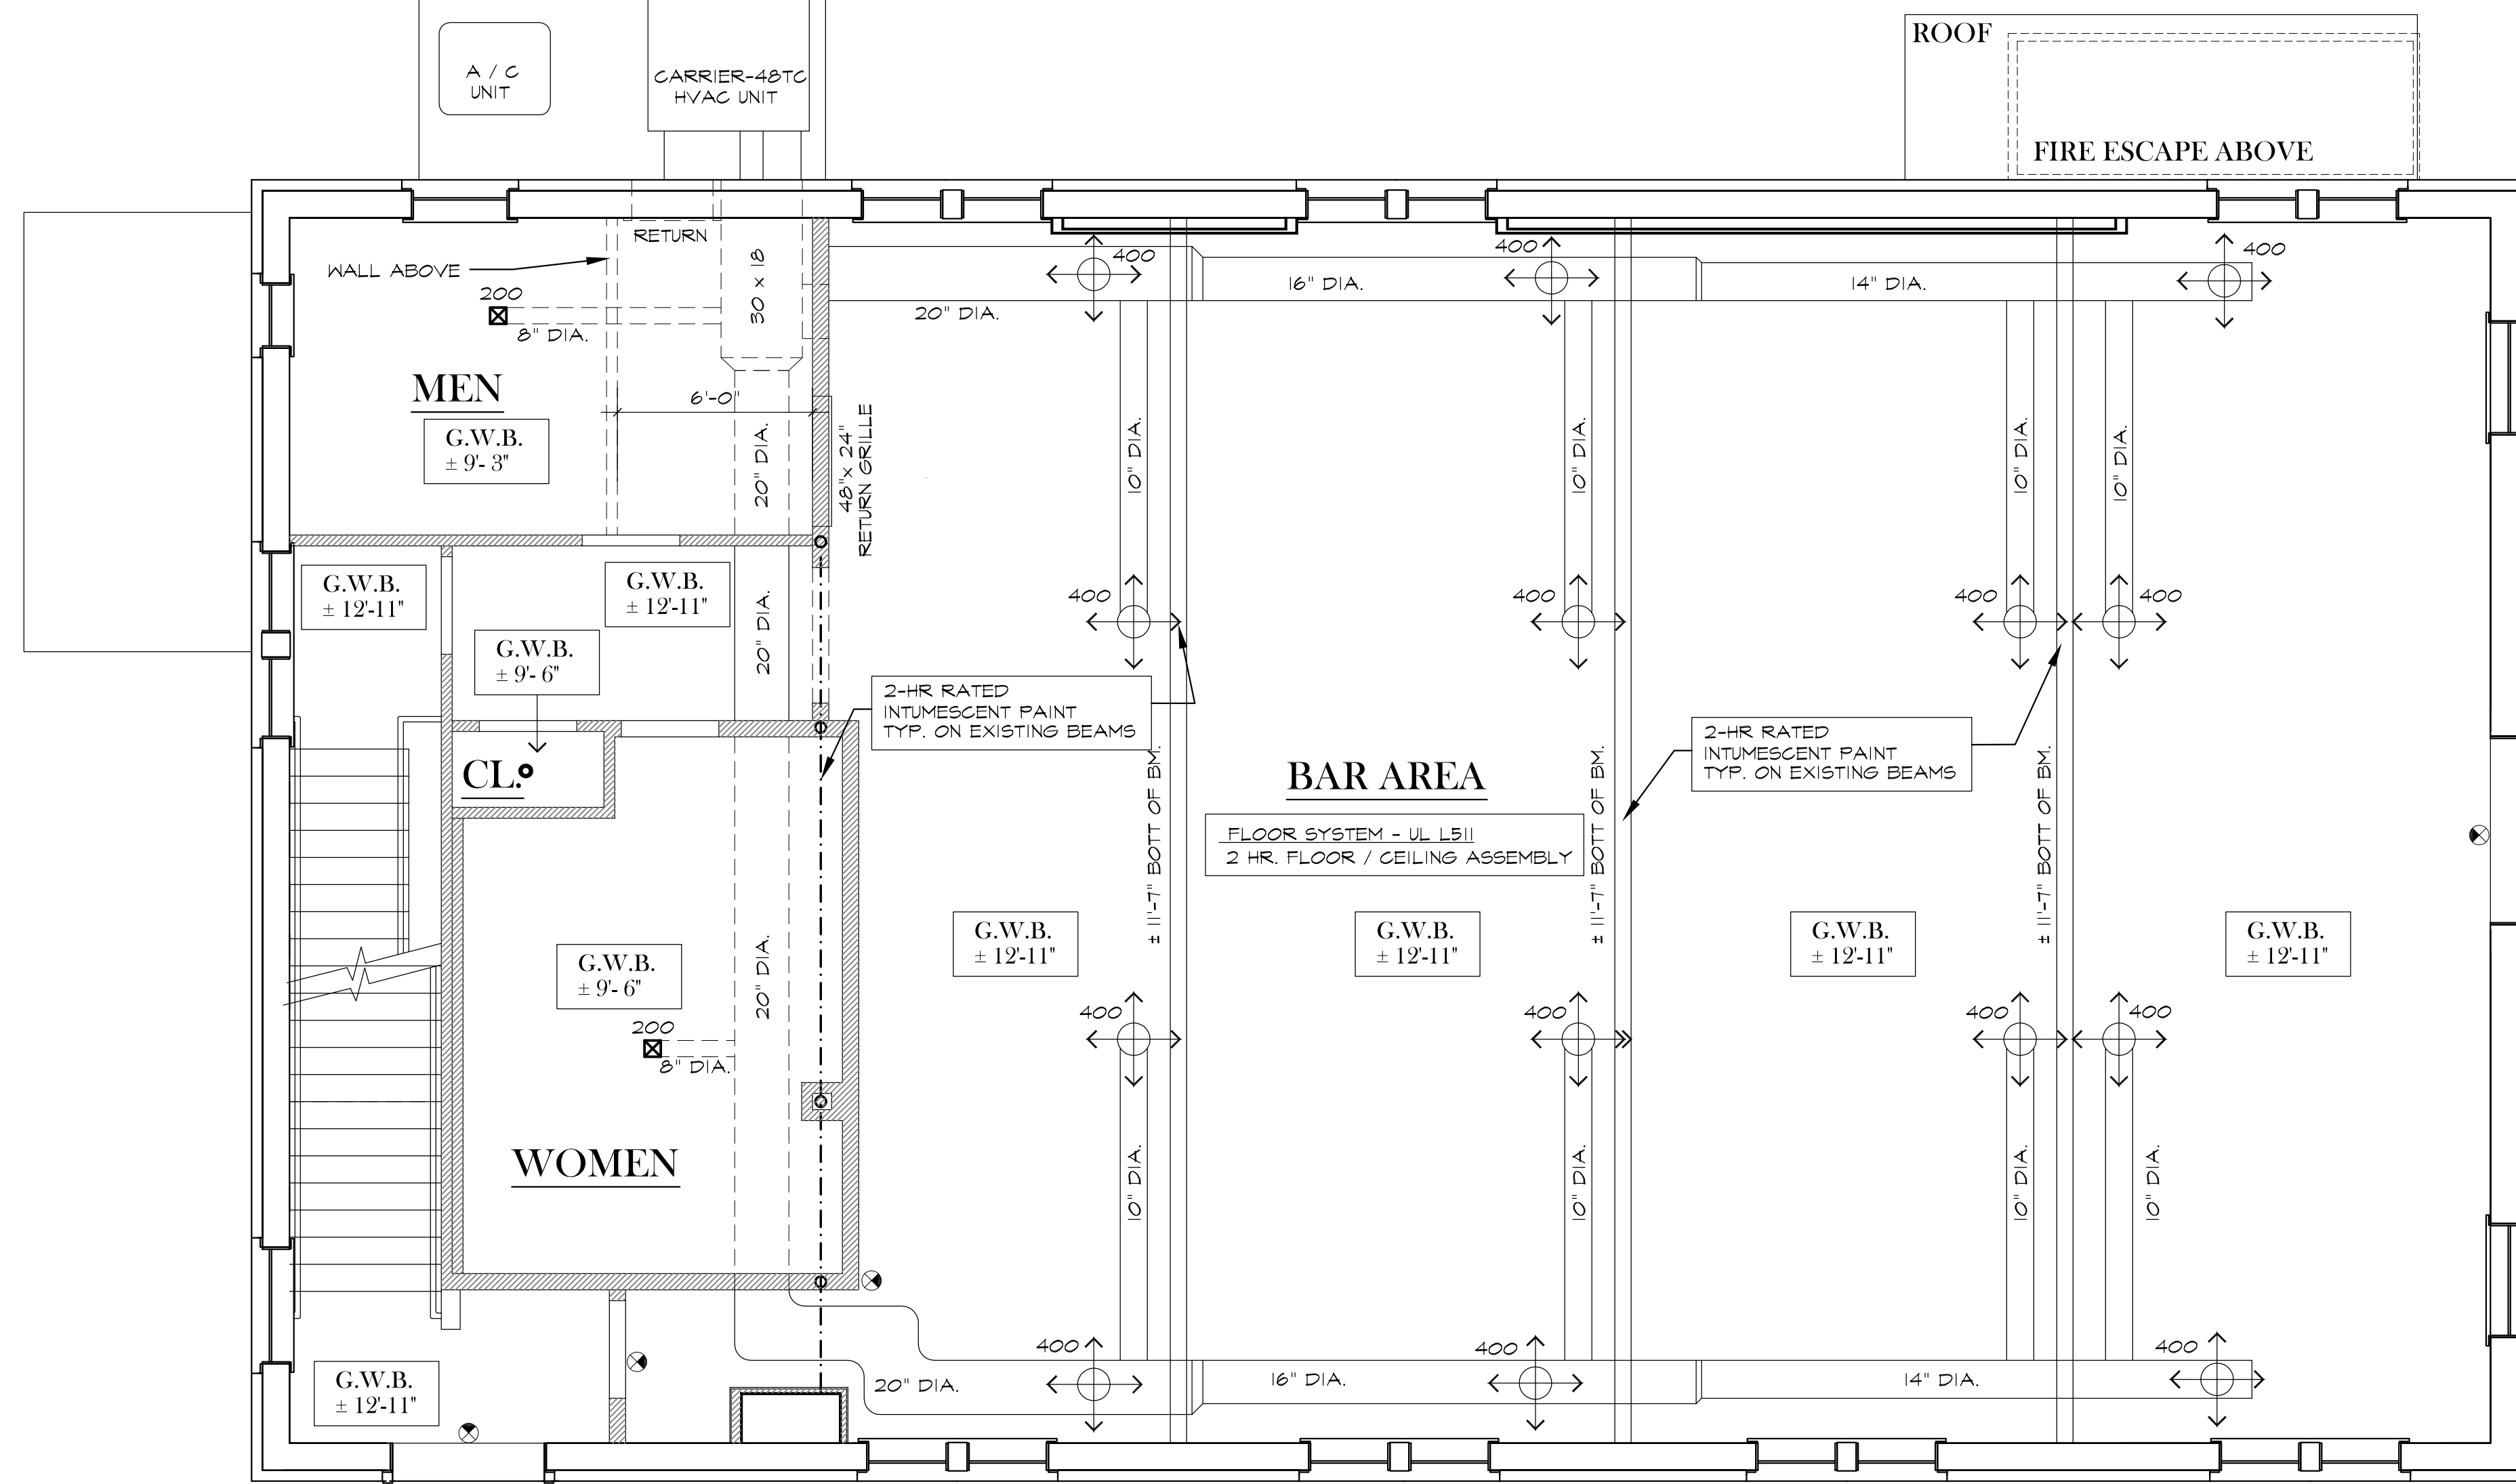 ROOF
A / C
UNIT
CARRIER-48TC
HVAC UNIT
FIRE ESCAPE ABOVE
RETURN
WALL ABOVE
30 x 18
400
400
400
16" DIA.
14" DIA.
20" DIA.
200
8" DIA.
MEN
6'-0"
G.W.B.
± 9'- 3"
20" DIA.
48"x 24"
RETURN GRILLE
10" DIA.
10" DIA.
10" DIA.
10" DIA.
G.W.B.
± 12'-11"
G.W.B.
± 12'-11"
20" DIA.
400
400
400
400
G.W.B.
± 9'- 6"
2-HR RATED
INTUMESCENT PAINT
TYP. ON EXISTING BEAMS
2-HR RATED
INTUMESCENT PAINT
TYP. ON EXISTING BEAMS
CL.
BAR AREA
± 11'-7" BOTT OF BM.
± 11'-7" BOTT OF BM.
± 11'-7" BOTT OF BM.
FLOOR SYSTEM - UL L511
2 HR. FLOOR / CEILING ASSEMBLY
G.W.B.
± 12'-11"
G.W.B.
± 12'-11"
G.W.B.
± 12'-11"
G.W.B.
± 12'-11"
G.W.B.
± 9'- 6"
20" DIA.
200
8" DIA.
400
400
400
400
WOMEN
10" DIA.
10" DIA.
10" DIA.
10" DIA.
400
400
400
G.W.B.
± 12'-11"
20" DIA.
16" DIA.
14" DIA.